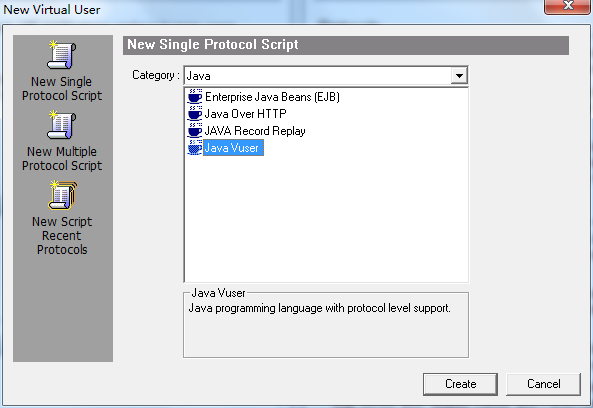 New Virtual User
New Single
Protocol Script
New Multiple
Protocol Script
New Script
Recent
Protocols
New Single Protocol Script
Category : Java
Enterprise Java Beans (EJB)
Java Over HTTP
JAVA Record Replay
Java Vuser
Java Vuser
Java programming language with protocol level support.
Create
Cancel